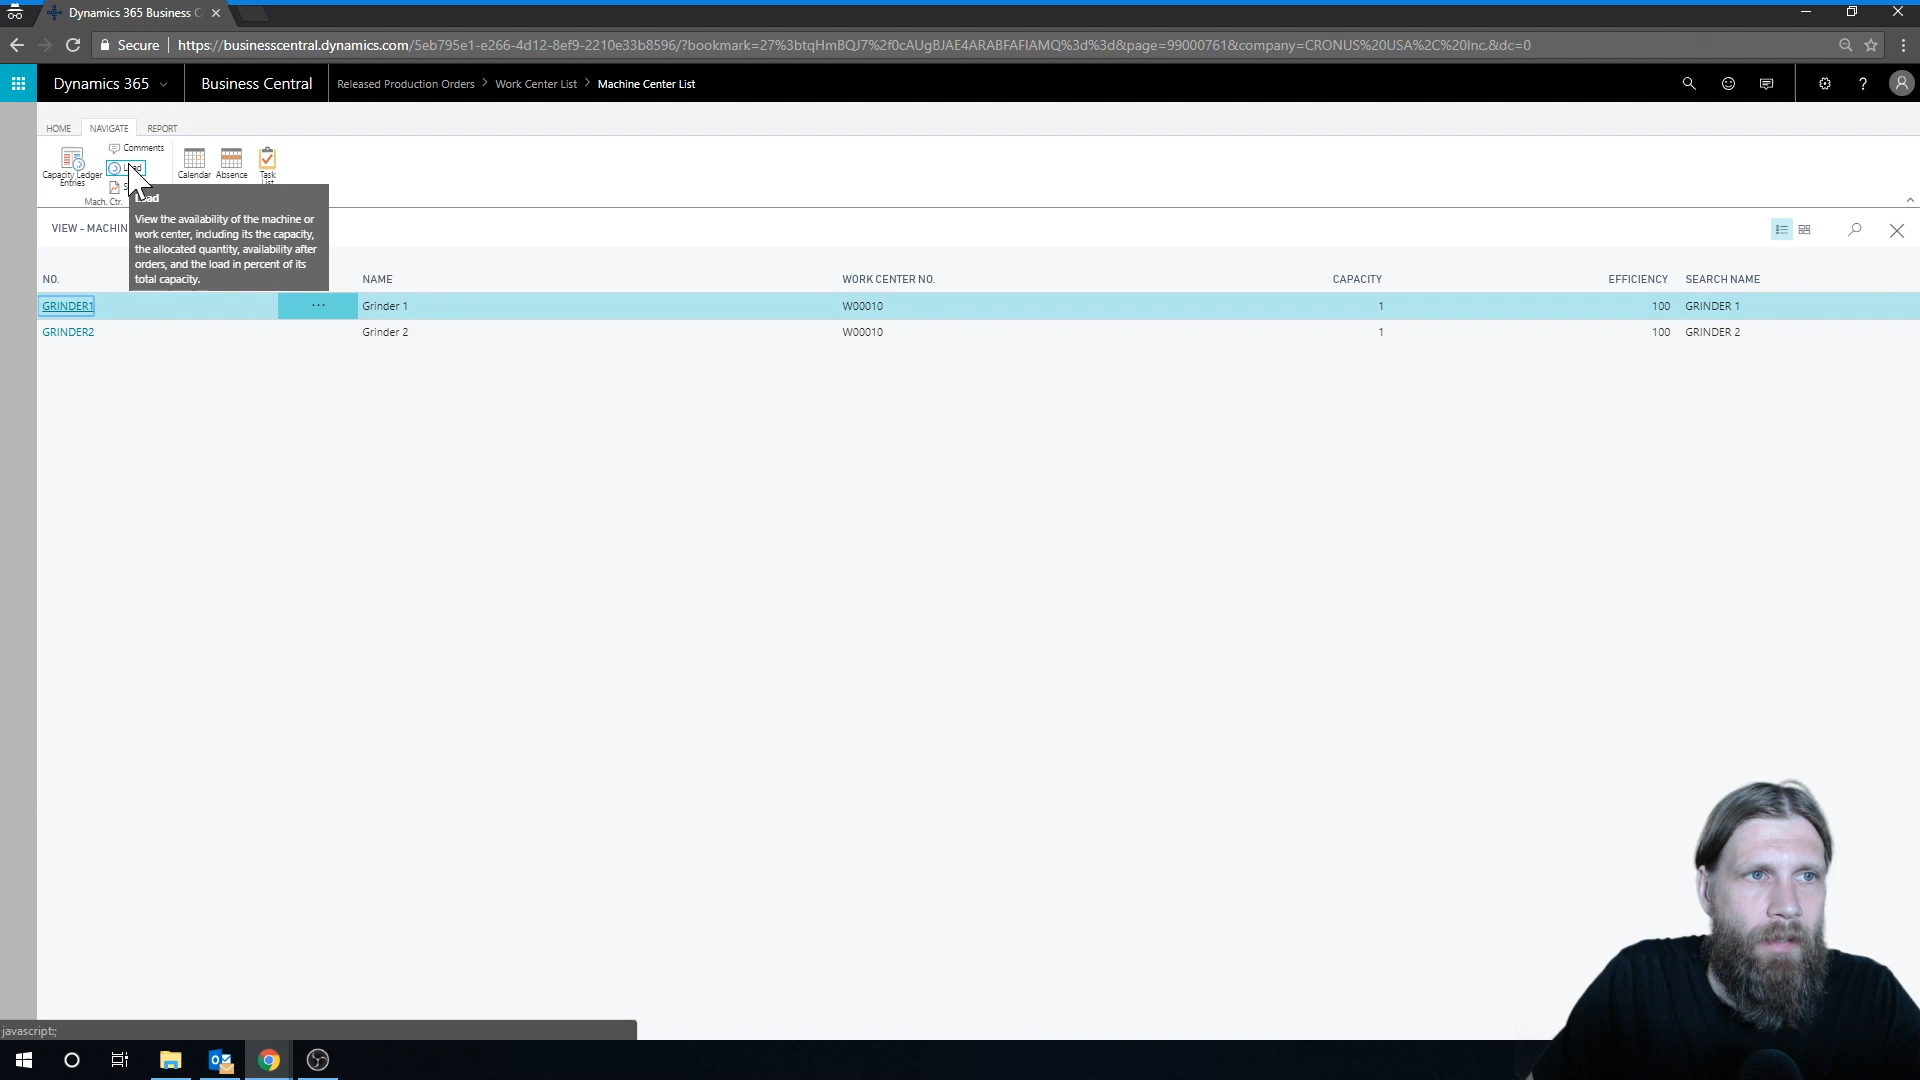 Dynamics 365 Business C
Secure
https://businesscentral.dynamics.com/5eb795e1-e266-4d12-8ef9-2210e33b8596/?bookmark=27%3btqHmBQJ7%2f0cAUgBJAE4ARABFAFIAMQ%3d%3d&page=99000761&company=CRONUS%20USA%2C%20Inc.&dc=0
Dynamics 365
Business Central
Released Production Orders > Work Center List > Machine Center List
HOME NAVIGATE REPORT
Comments
Capacity Ledger Entries
Calendar Absence Task List
Mach. Ctr.
Load
View the availability of the machine or
work center, including its the capacity,
the allocated quantity, availability after
orders, and the load in percent of its
total capacity.
VIEW - MACHIN
NO. NAME WORK CENTER NO. CAPACITY EFFICIENCY SEARCH NAME
GRINDER1 ... Grinder 1 W00010 1 100 GRINDER 1
GRINDER2 Grinder 2 W00010 1 100 GRINDER 2
javascript:;